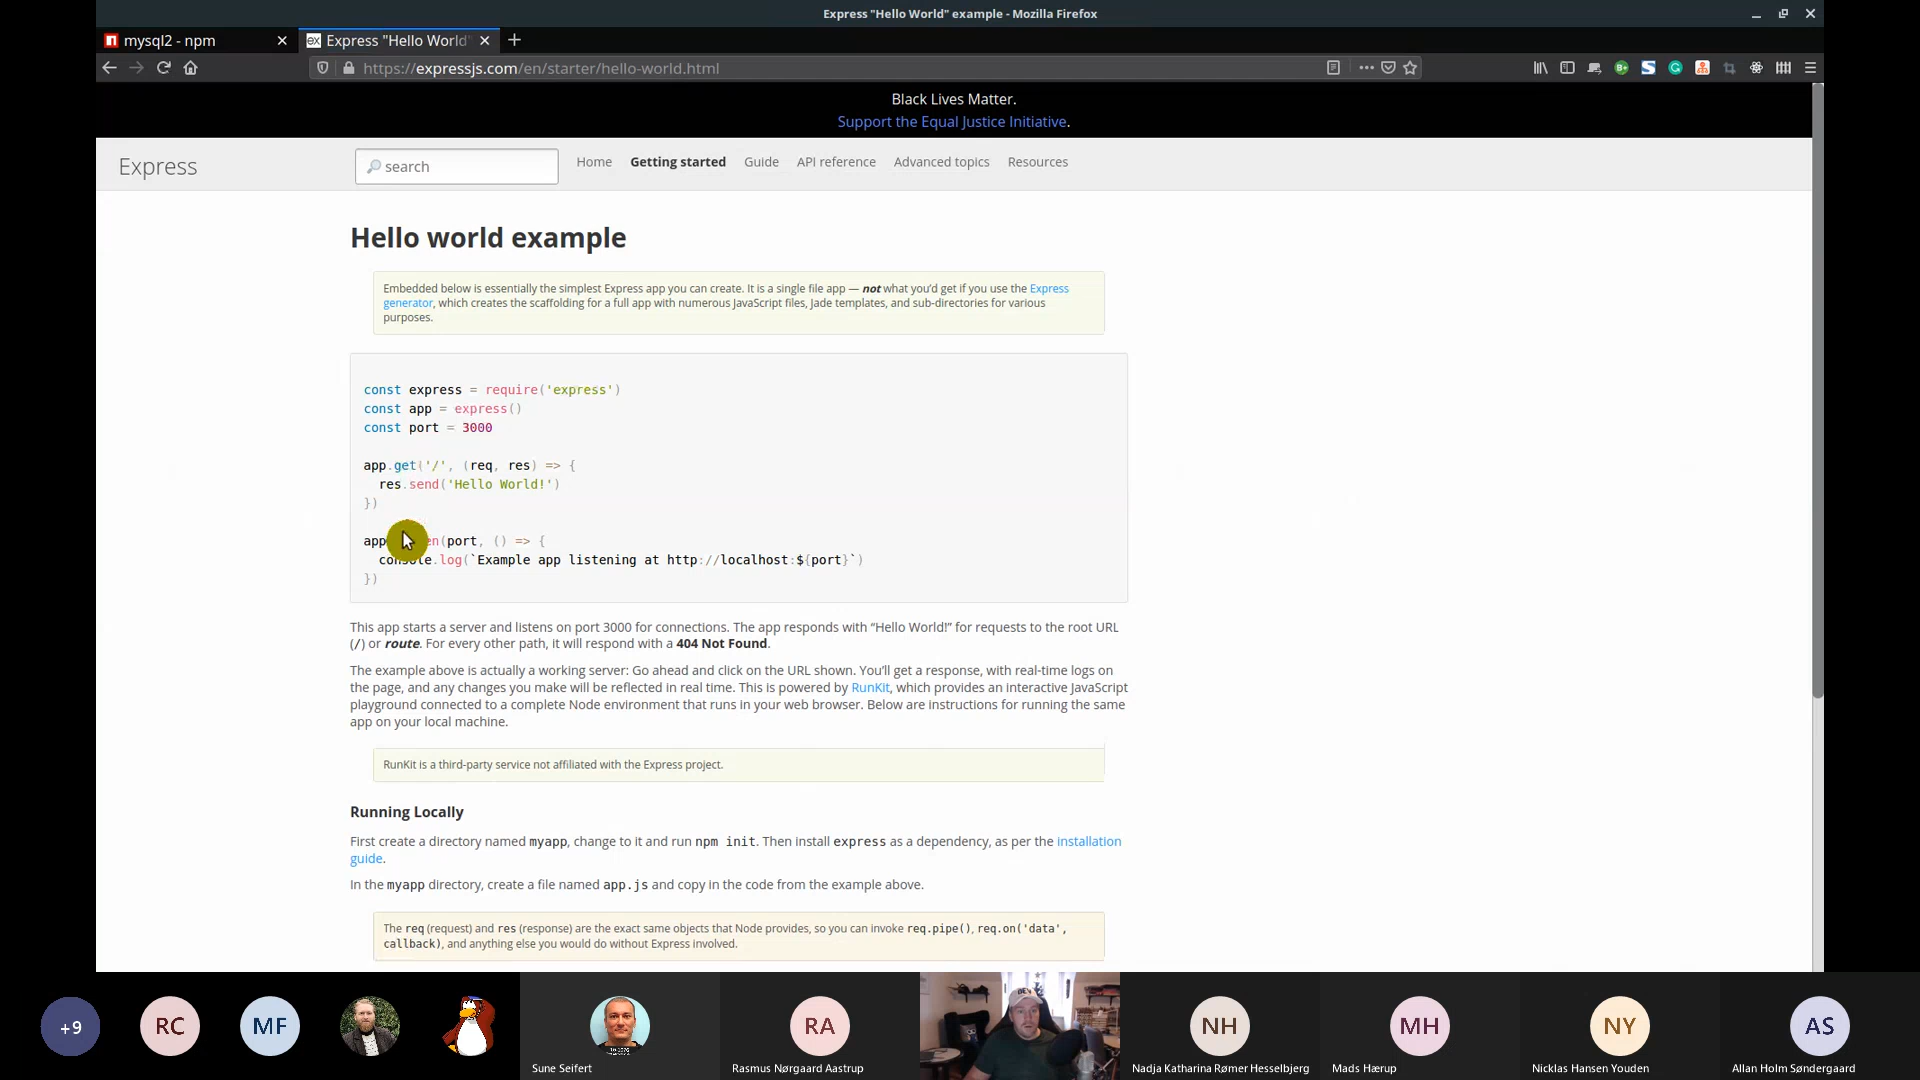 Express "Hello World" example - Mozilla Firefox
mysql2 - npm
Express "Hello World"
https://expressjs.com/en/starter/hello-world.html
Black Lives Matter.
Support the Equal Justice Initiative.
Express
search
Home
Getting started
Guide
API reference
Advanced topics
Resources
Hello world example
Embedded below is essentially the simplest Express app you can create. It is a single file app — not what you'd get if you use the Express
generator, which creates the scaffolding for a full app with numerous JavaScript files, Jade templates, and sub-directories for various
purposes.
const express = require('express')
const app = express()
const port = 3000
app.get('/', (req, res) => {
res.send('Hello World!')
})
app en(port, () => {
console.log(`Example app listening at http://localhost:${port}`)
})
This app starts a server and listens on port 3000 for connections. The app responds with “Hello World!” for requests to the root URL
(/) or route. For every other path, it will respond with a 404 Not Found.
The example above is actually a working server: Go ahead and click on the URL shown. You'll get a response, with real-time logs on
the page, and any changes you make will be reflected in real time. This is powered by RunKit, which provides an interactive JavaScript
playground connected to a complete Node environment that runs in your web browser. Below are instructions for running the same
app on your local machine.
RunKit is a third-party service not affiliated with the Express project.
Running Locally
First create a directory named myapp, change to it and run npm init. Then install express as a dependency, as per the installation
guide.
In the myapp directory, create a file named app.js and copy in the code from the example above.
The req (request) and res (response) are the exact same objects that Node provides, so you can invoke req.pipe(), req.on('data',
callback), and anything else you would do without Express involved.
+9
RC
MF
Sune Seifert
RA
Rasmus Nørgaard Aastrup
NH
Nadja Katharina Rømer Hesselbjerg
MH
Mads Hærup
NY
Nicklas Hansen Youden
AS
Allan Holm Søndergaard